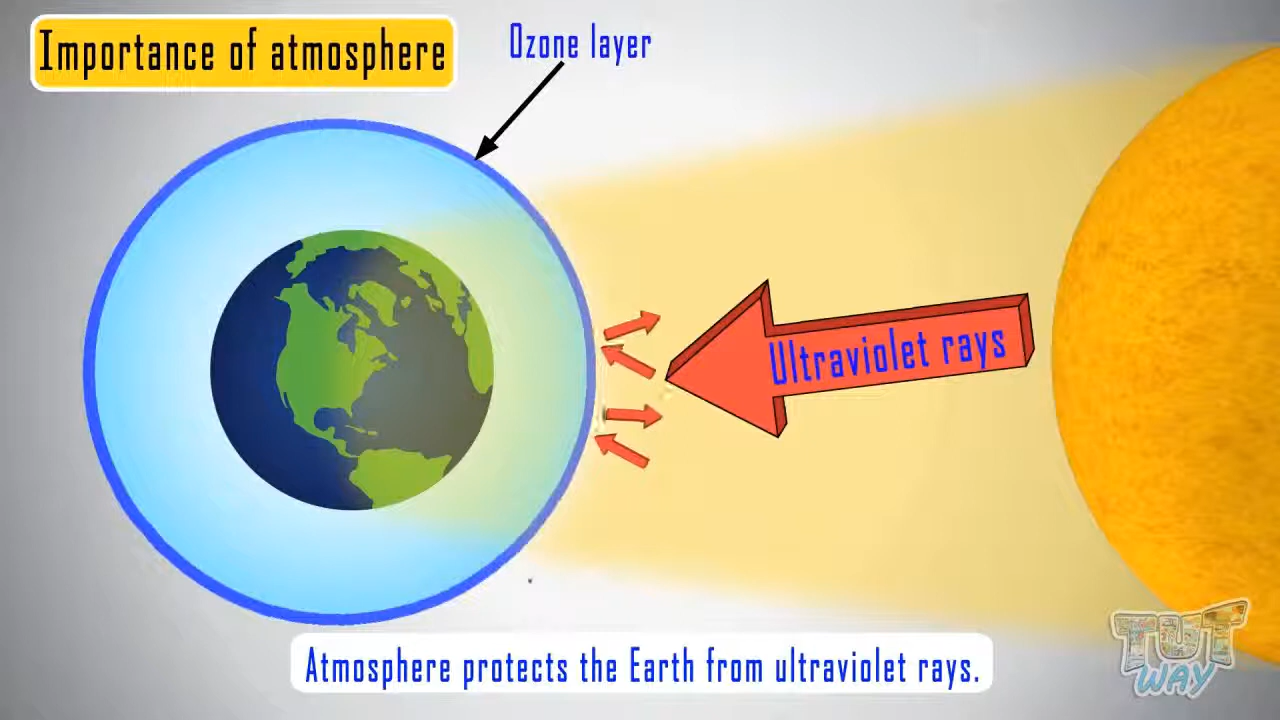 Importance of atmosphere
Ozone layer
Ultraviolet rays
Atmosphere protects the Earth from ultraviolet rays.
TUT
WAY